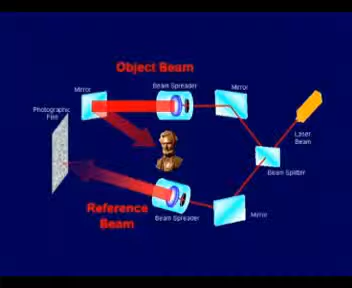 Object Beam
Mirror
Beam Spreader
Mirror
Photographic
Film
Laser
Beam
Beam Splitter
Reference
Beam
Beam Spreader
Mirror